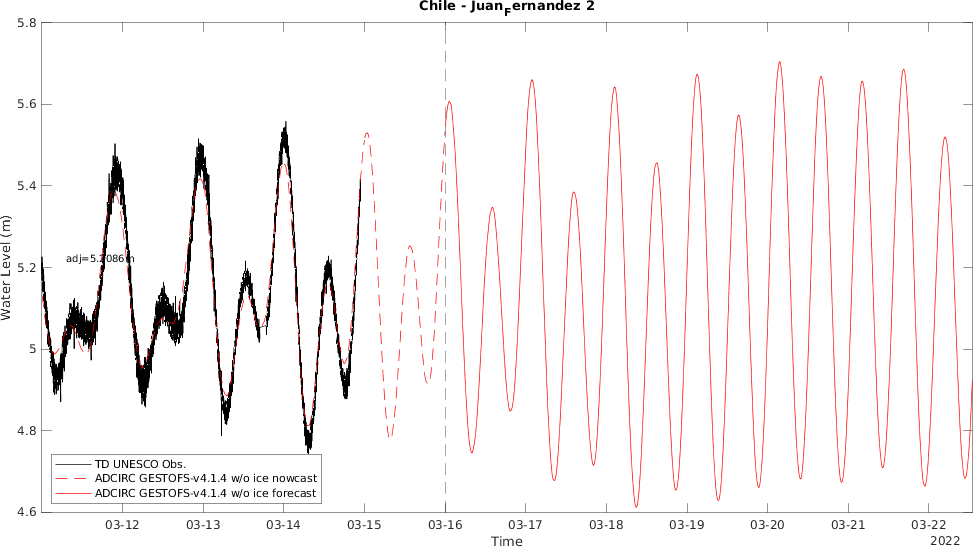 Chile - Juan_Fernandez 2
5.8
5.6
5.4
5.2
5
4.8
4.6
Water Level (m)
adj=5.2086m
TD UNESCO Obs.
ADCIRC GESTOFS-v4.1.4 w/o ice nowcast
ADCIRC GESTOFS-v4.1.4 w/o ice forecast
03-12 03-13 03-14 03-15 03-16 03-17 03-18 03-19 03-20 03-21 03-22
Time
2022